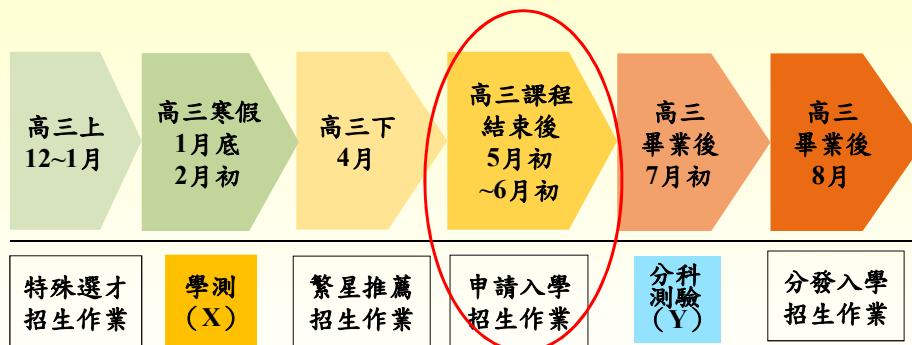 高三上
12~1月
高三寒假
1月底
2月初
高三下
4月
高三課程
結束後
5月初
~6月初
高三
畢業後
7月初
高三
畢業後
8月
特殊選才
招生作業
學測
（X）
繁星推薦
招生作業
申請入學
招生作業
分科
測驗
（Y）
分發入學
招生作業